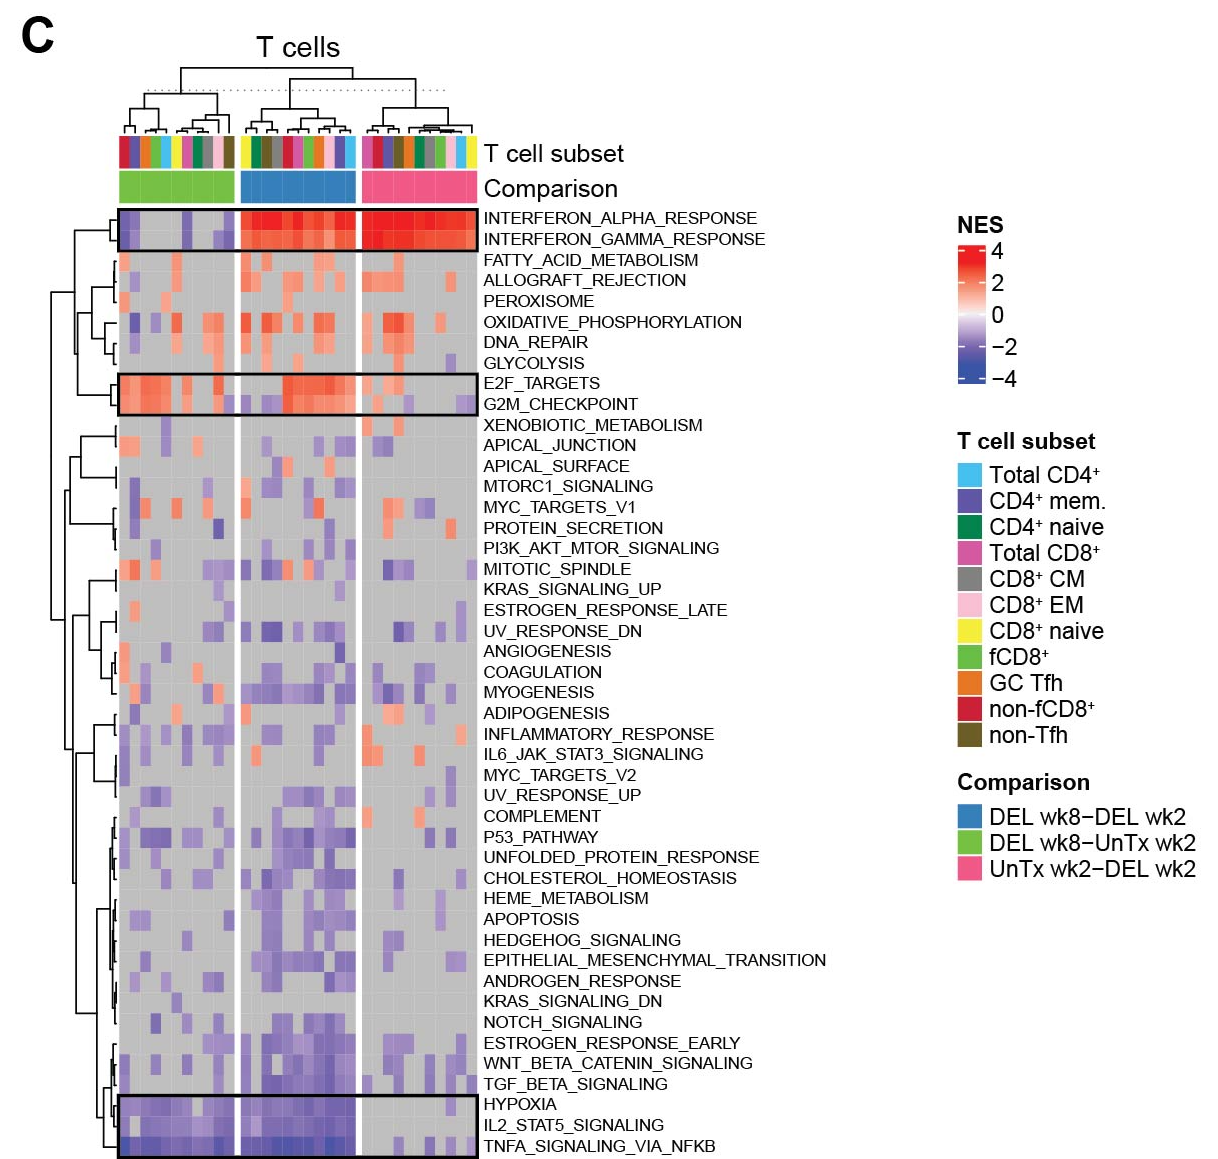 C
T cells
T cell subset
Comparison
INTERFERON_ALPHA_RESPONSE
INTERFERON_GAMMA_RESPONSE
FATTY_ACID_METABOLISM
ALLOGRAFT_REJECTION
PEROXISOME
OXIDATIVE_PHOSPHORYLATION
DNA_REPAIR
GLYCOLYSIS
E2F_TARGETS
G2M_CHECKPOINT
XENOBIOTIC_METABOLISM
APICAL_JUNCTION
APICAL_SURFACE
MTORC1_SIGNALING
MYC_TARGETS_V1
PROTEIN_SECRETION
PI3K_AKT_MTOR_SIGNALING
MITOTIC_SPINDLE
KRAS_SIGNALING_UP
ESTROGEN_RESPONSE_LATE
UV_RESPONSE_DN
ANGIOGENESIS
COAGULATION
MYOGENESIS
ADIPOGENESIS
INFLAMMATORY_RESPONSE
IL6_JAK_STAT3_SIGNALING
MYC_TARGETS_V2
UV_RESPONSE_UP
COMPLEMENT
P53_PATHWAY
UNFOLDED_PROTEIN_RESPONSE
CHOLESTEROL_HOMEOSTASIS
HEME_METABOLISM
APOPTOSIS
HEDGEHOG_SIGNALING
EPITHELIAL_MESENCHYMAL_TRANSITION
ANDROGEN_RESPONSE
KRAS_SIGNALING_DN
NOTCH_SIGNALING
ESTROGEN_RESPONSE_EARLY
WNT_BETA_CATENIN_SIGNALING
TGF_BETA_SIGNALING
HYPOXIA
IL2_STAT5_SIGNALING
TNFA_SIGNALING_VIA_NFKB
NES
4
2
0
−2
−4
T cell subset
Total CD4⁺
CD4⁺ mem.
CD4⁺ naive
Total CD8⁺
CD8⁺ CM
CD8⁺ EM
CD8⁺ naive
fCD8⁺
GC Tfh
non-fCD8⁺
non-Tfh
Comparison
DEL wk8−DEL wk2
DEL wk8−UnTx wk2
UnTx wk2−DEL wk2